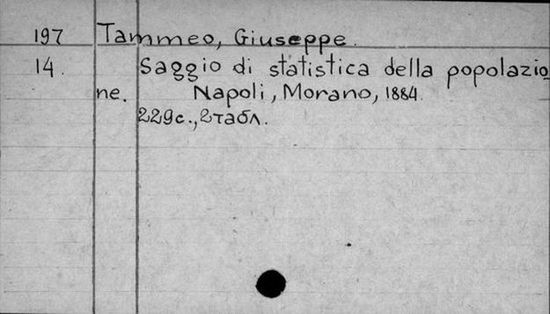 197 Tammeo, Giuseppe.
14. Saggio di statistica della popolazio
ne. Napoli, Morano, 1884.
229с., 2табл.